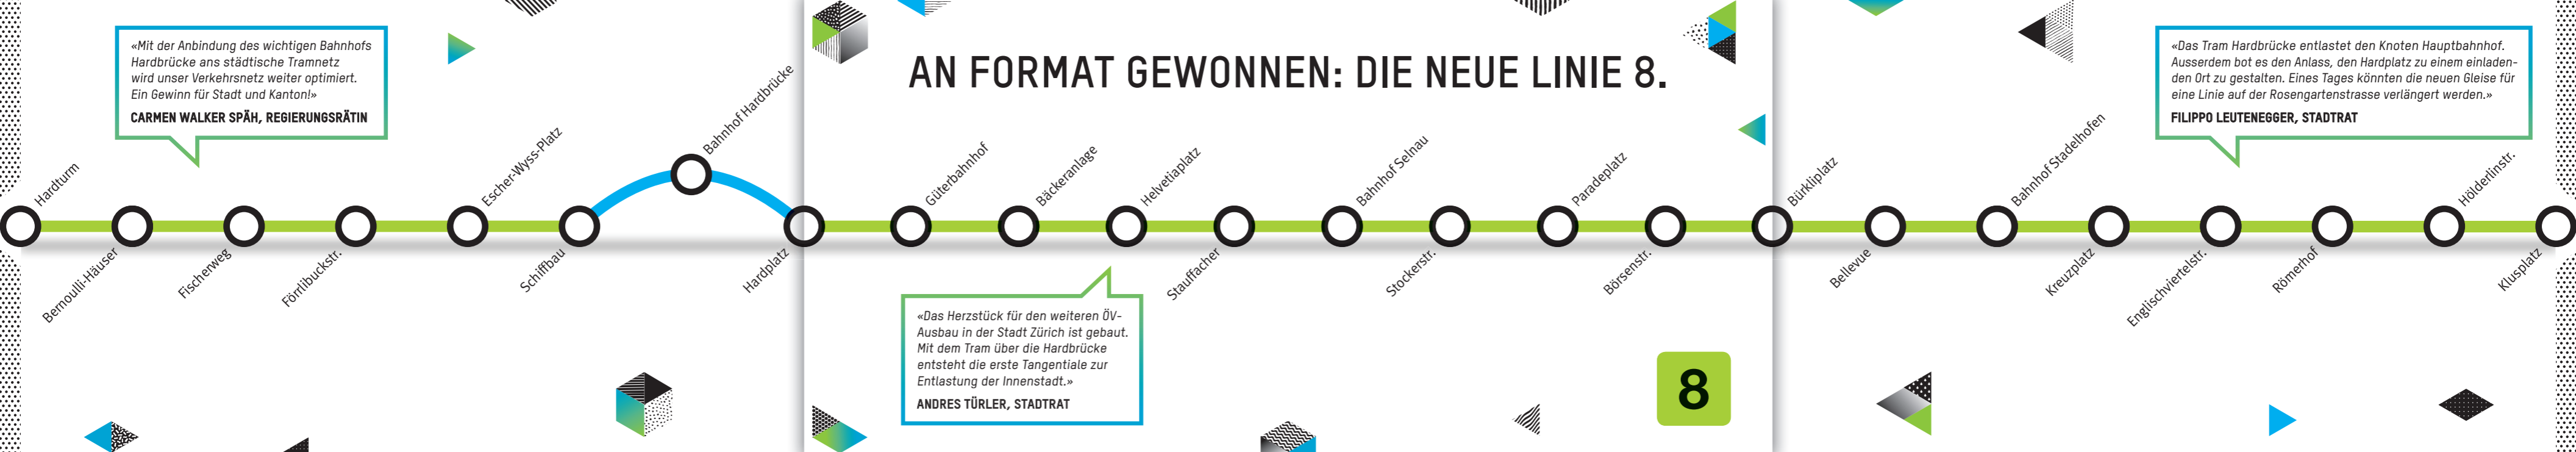 «Mit der Anbindung des wichtigen Bahnhofs
Hardbrücke ans städtische Tramnetz
wird unser Verkehrsnetz weiter optimiert.
Ein Gewinn für Stadt und Kanton!»
CARMEN WALKER SPÄH, REGIERUNGSRÄTIN
AN FORMAT GEWONNEN: DIE NEUE LINIE 8.
«Das Tram Hardbrücke entlastet den Knoten Hauptbahnhof.
Ausserdem bot es den Anlass, den Hardplatz zu einem einladen-
den Ort zu gestalten. Eines Tages könnten die neuen Gleise für
eine Linie auf der Rosengartenstrasse verlängert werden.»
FILIPPO LEUTENEGGER, STADTRAT
Hardturm
Bernoulli-Häuser
Fischerweg
Förrlibuckstr.
Escher-Wyss-Platz
Schiffbau
Bahnhof Hardbrücke
Hardplatz
Güterbahnhof
Bäckeranlage
Helvetiaplatz
Stauffacher
Bahnhof Selnau
Stockerstr.
Paradeplatz
Börsenstr.
Bürkliplatz
Bellevue
Bahnhof Stadelhofen
Kreuzplatz
Englischviertelstr.
Römerhof
Hölderlinstr.
Klusplatz
«Das Herzstück für den weiteren ÖV-
Ausbau in der Stadt Zürich ist gebaut.
Mit dem Tram über die Hardbrücke
entsteht die erste Tangentiale zur
Entlastung der Innenstadt.»
ANDRES TÜRLER, STADTRAT
8